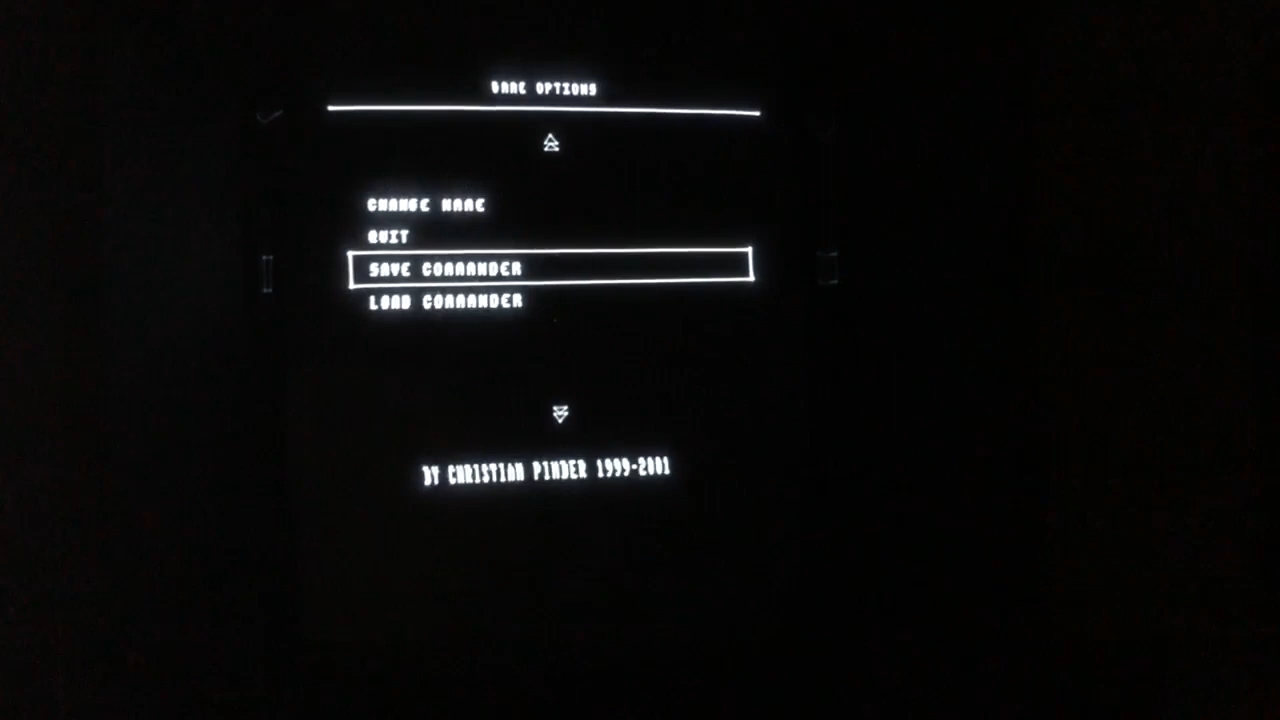 GAME OPTIONS
CHANGE NAME
QUIT
SAVE COMMANDER
LOAD COMMANDER
BY CHRISTIAN PINDER 1999-2001